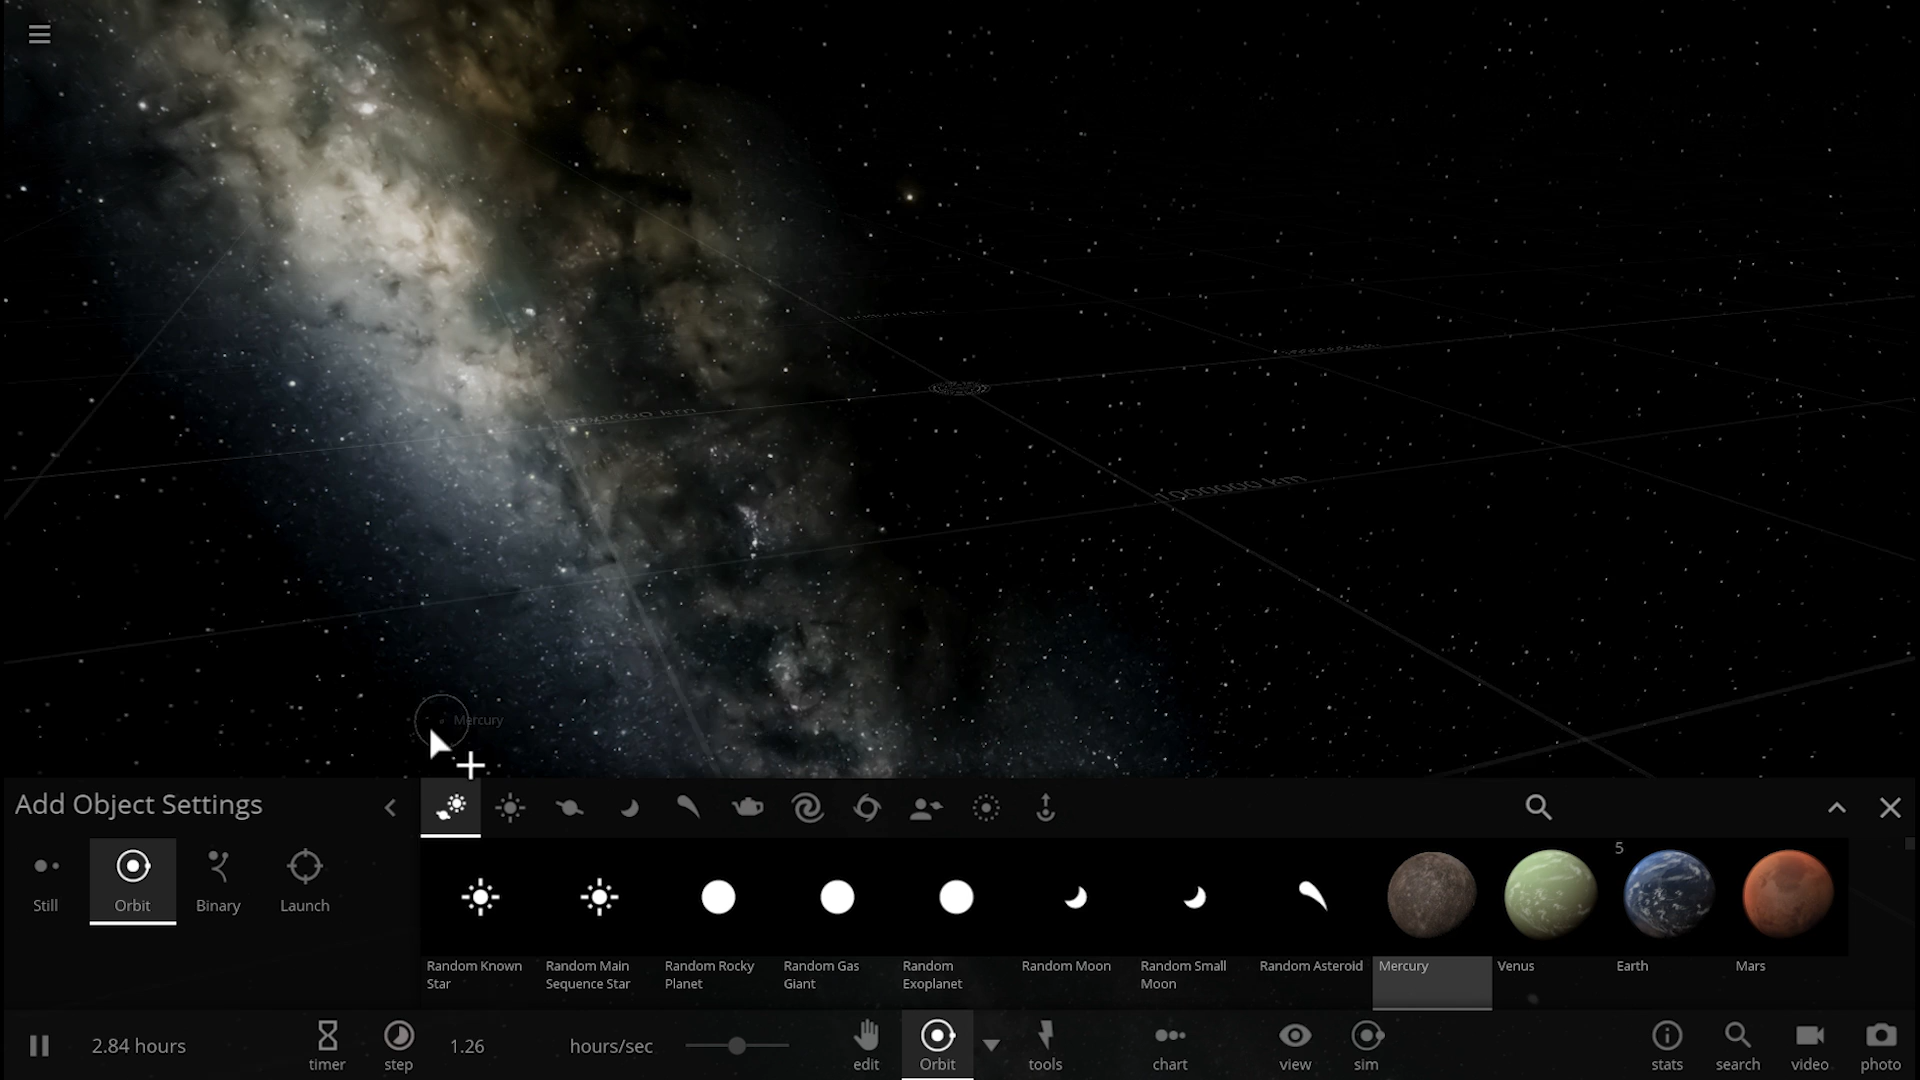 1000000 km
Mercury
Add Object Settings
Still
Orbit
Binary
Launch
5
Random Known
Star
Random Main
Sequence Star
Random Rocky
Planet
Random Gas
Giant
Random
Exoplanet
Random Moon
Random Small
Moon
Random Asteroid
Mercury
Venus
Earth
Mars
2.84 hours
timer
step
1.26
hours/sec
edit
Orbit
tools
chart
view
sim
stats
search
video
photo